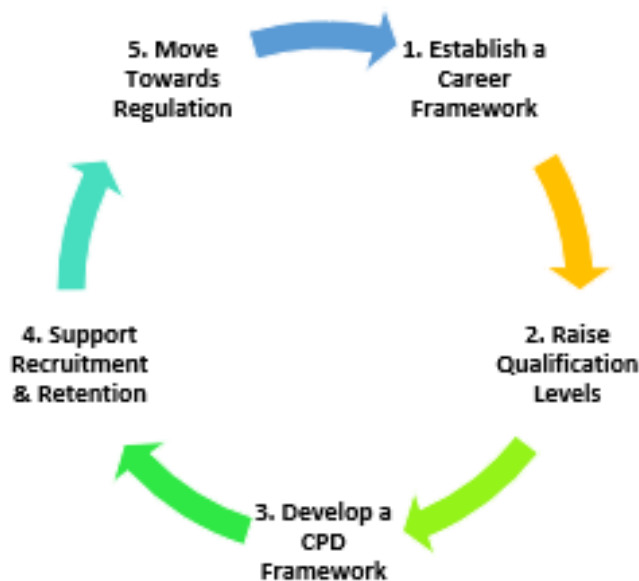 1. Establish a
Career
Framework
2. Raise
Qualification
Levels
3. Develop a
CPD
Framework
4. Support
Recruitment
& Retention
5. Move
Towards
Regulation